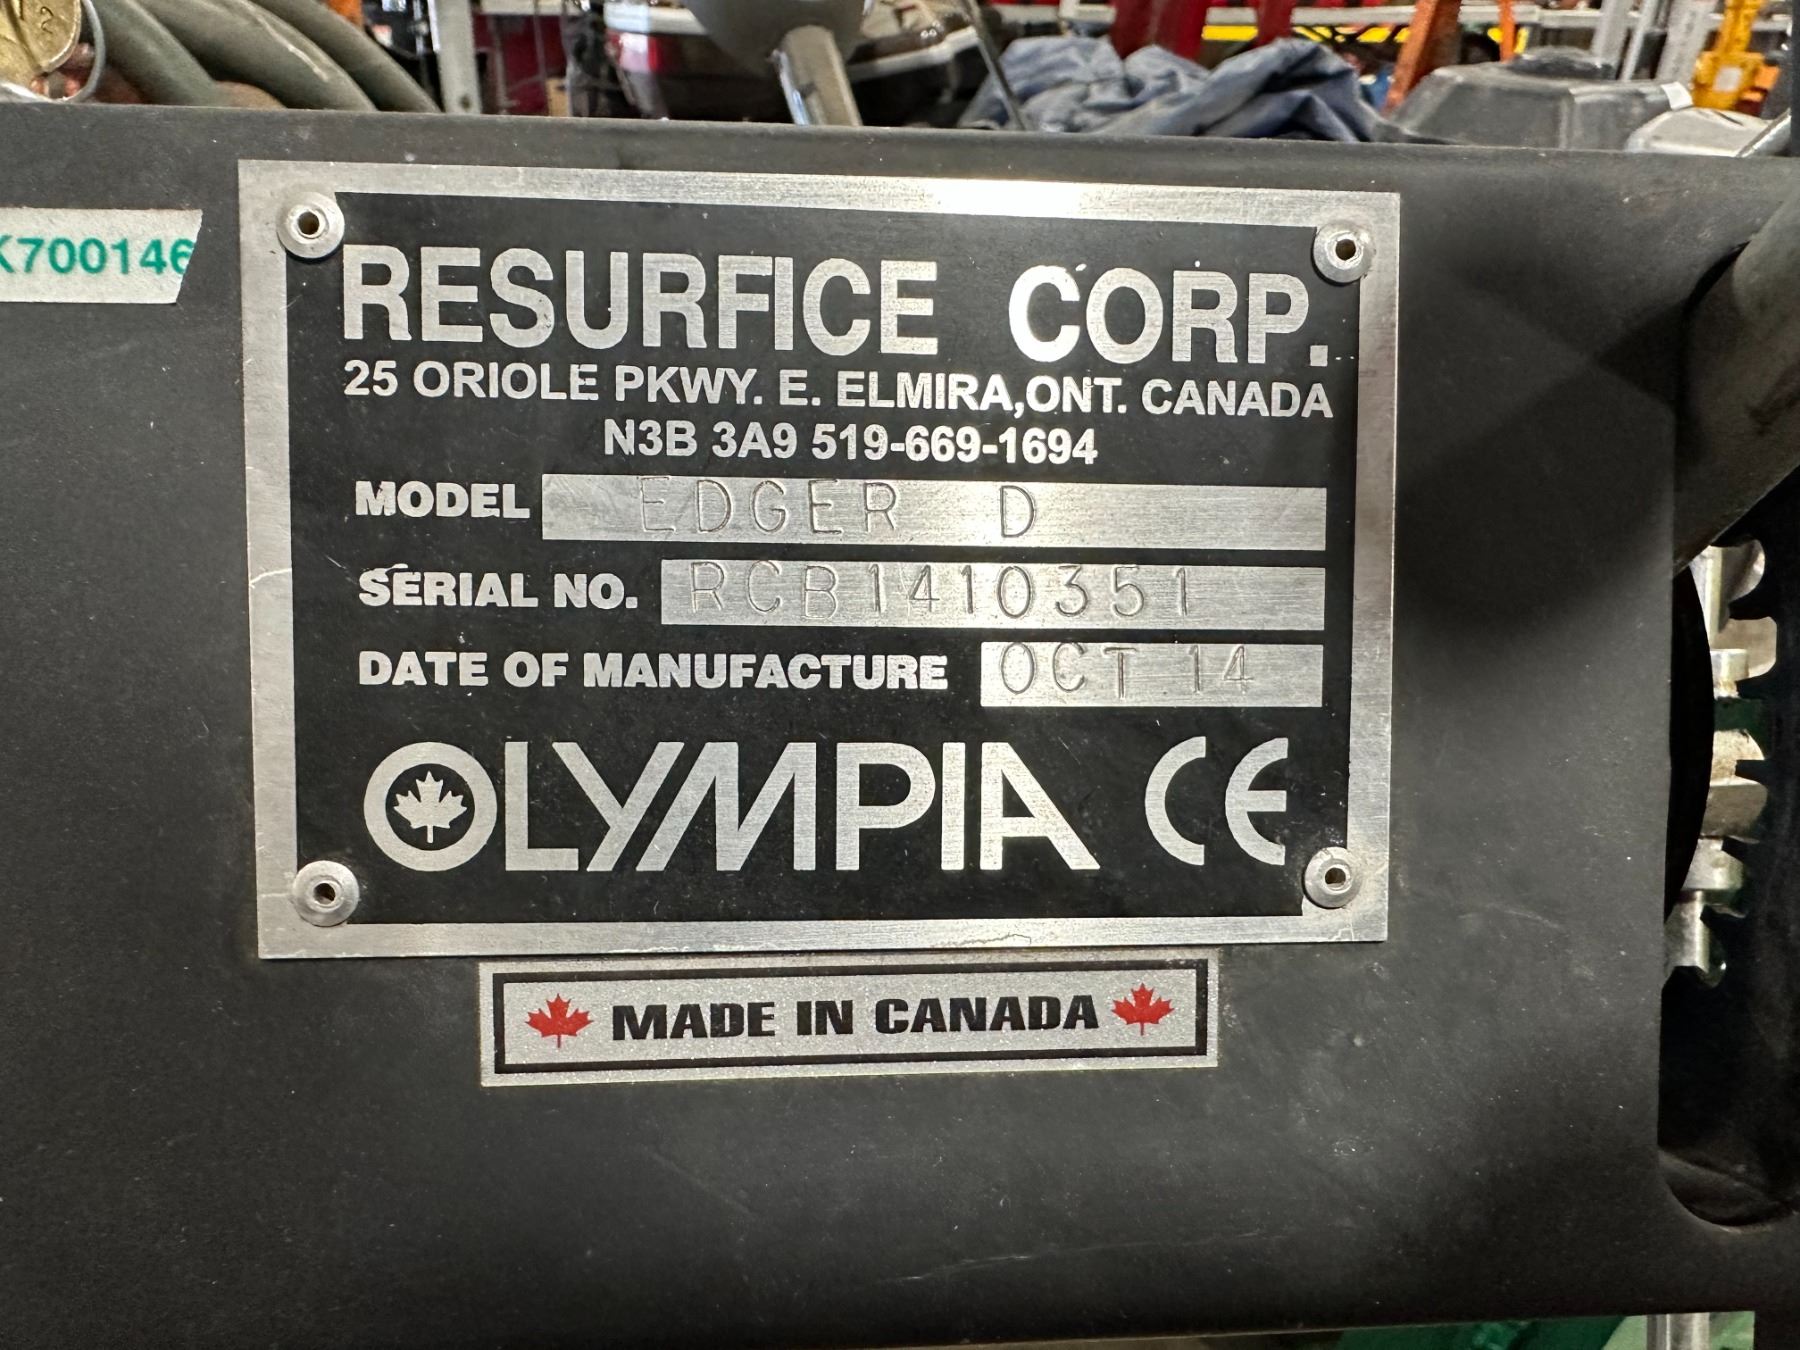 K700146
RESURFICE CORP.
25 ORIOLE PKWY. E. ELMIRA,ONT. CANADA
N3B 3A9 519-669-1694
MODEL EDGER D
SERIAL NO. RCB1410351
DATE OF MANUFACTURE OCT 14
OLYMPIA CE
MADE IN CANADA